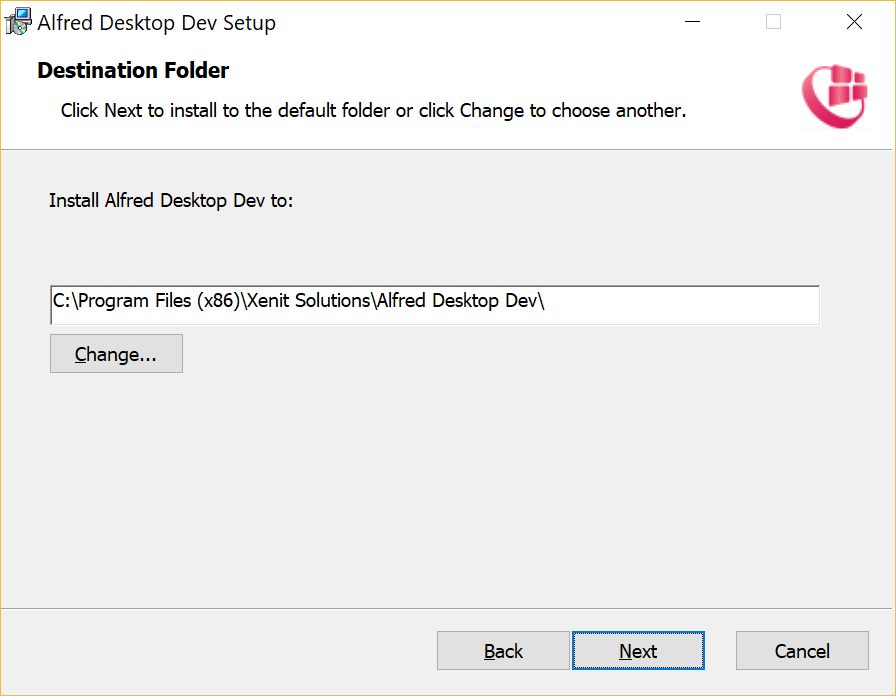 Alfred Desktop Dev Setup
Destination Folder
Click Next to install to the default folder or click Change to choose another.
Install Alfred Desktop Dev to:
C:\Program Files (x86)\Xenit Solutions\Alfred Desktop Dev\
Change...
Back Next Cancel